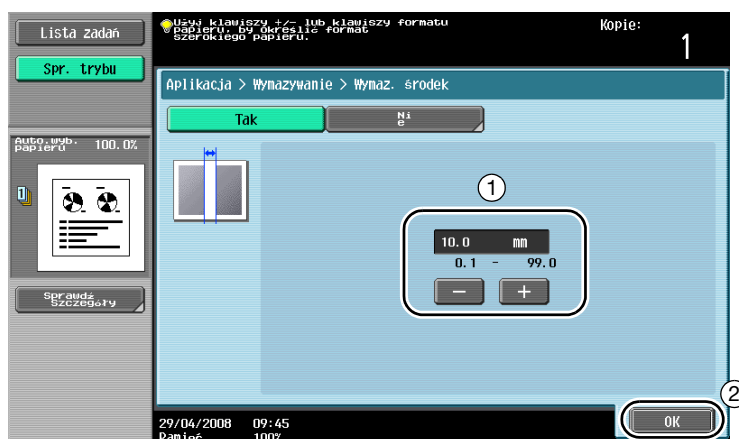 Lista zadań
Użyj klawiszy +/- lub klawiszy formatu
papieru, by określić format
szerokiego papieru.
Kopie:
1
Spr. trybu
Aplikacja > Wymazywanie > Wymaz. środek
Tak
Ni
e
Auto.wyb.
papieru 100.0%
1
1
10.0 mm
0.1 - 99.0
− +
Sprawdź
Szczegóły
2
OK
29/04/2008 09:45
Pamięć 100%